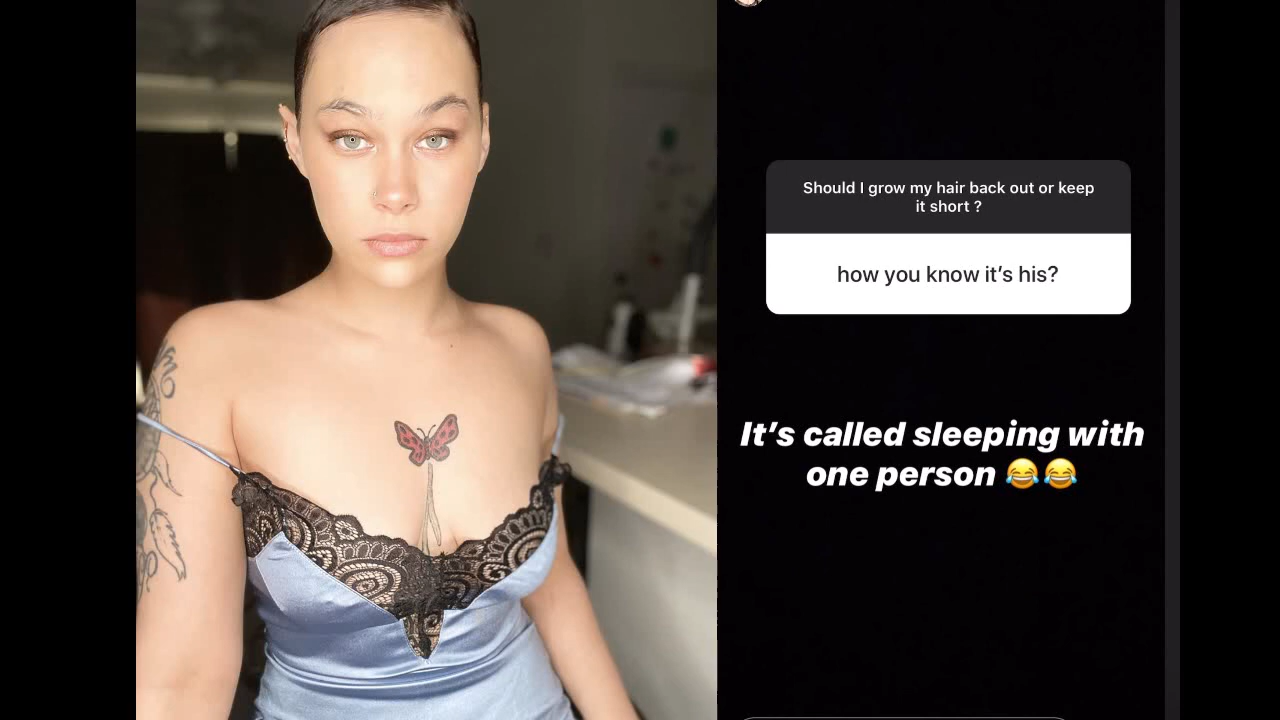 Should I grow my hair back out or keep
it short ?
how you know it’s his?
It’s called sleeping with
one person 😂😂